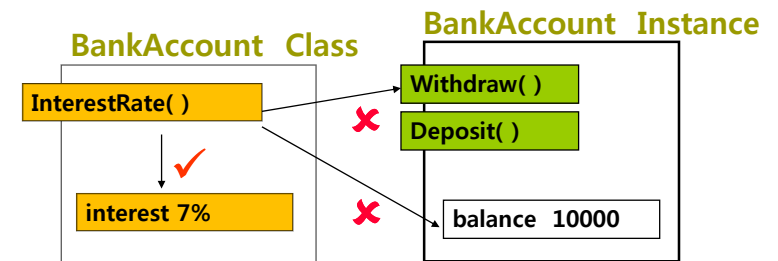 BankAccount Class
BankAccount Instance
InterestRate( )
Withdraw( )
Deposit( )
interest 7%
balance 10000